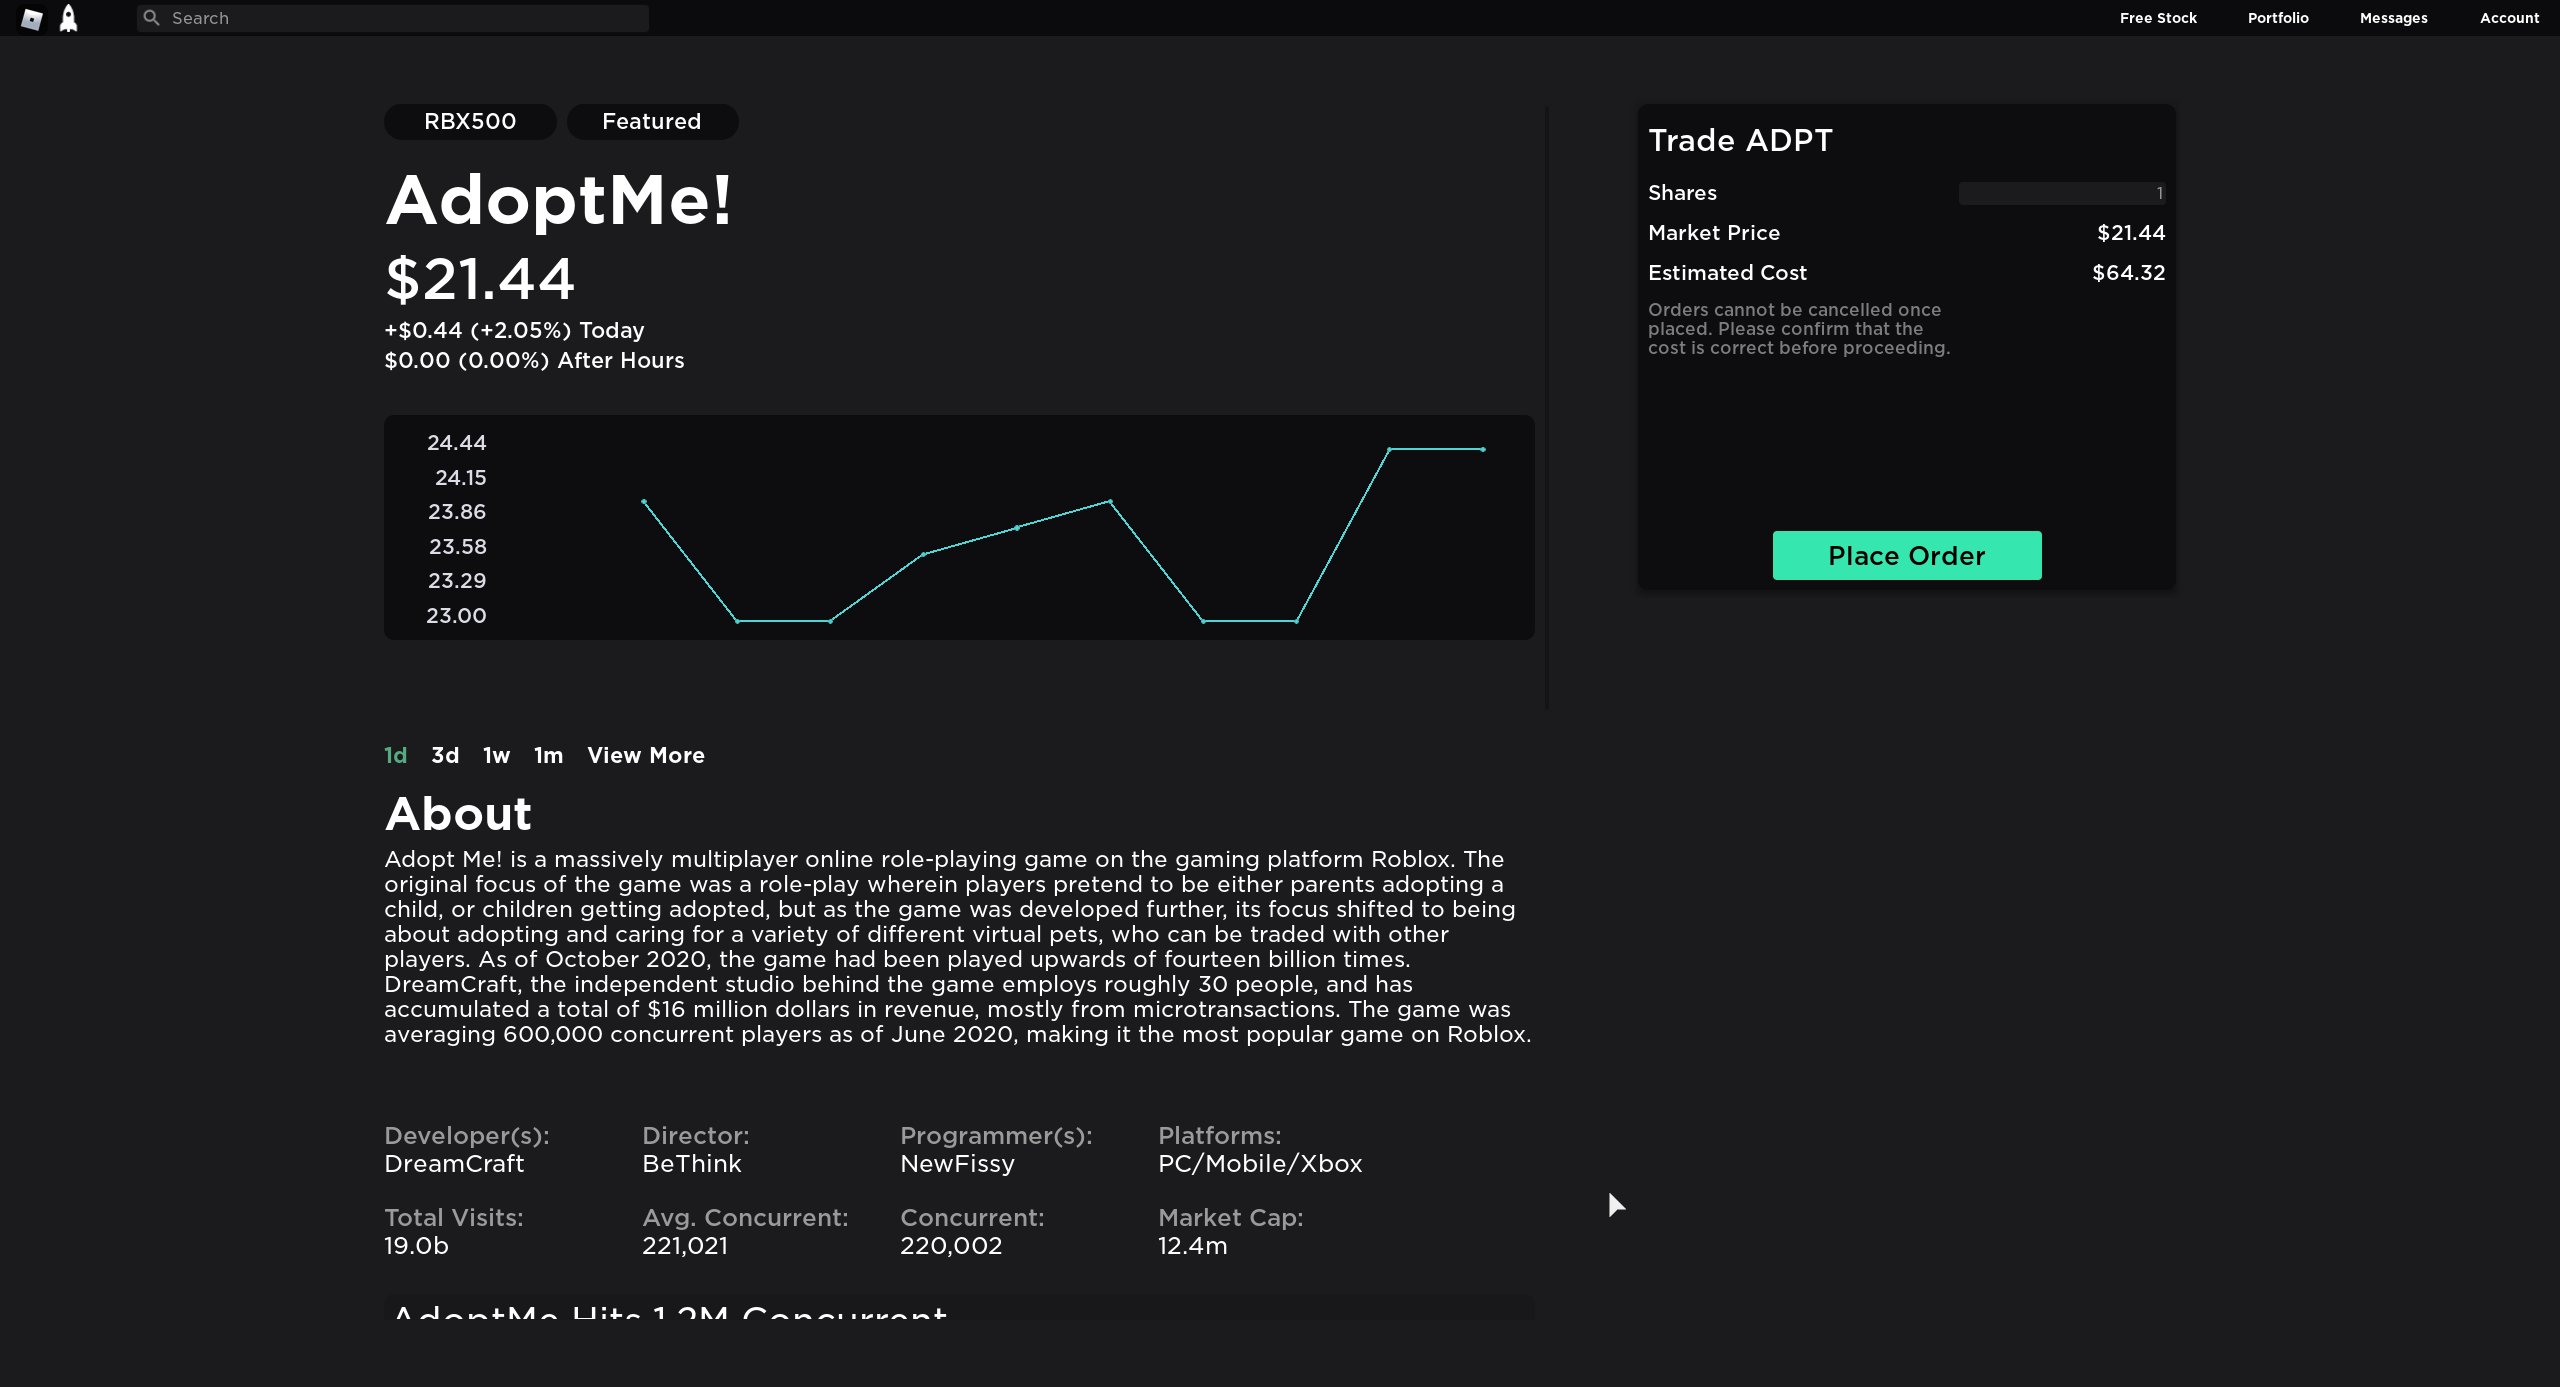 Search
Free Stock
Portfolio
Messages
Account
RBX500
Featured
AdoptMe!
$21.44
+$0.44 (+2.05%) Today
$0.00 (0.00%) After Hours
24.44
24.15
23.86
23.58
23.29
23.00
1d
3d
1w
1m
View More
About
Adopt Me! is a massively multiplayer online role-playing game on the gaming platform Roblox. The
original focus of the game was a role-play wherein players pretend to be either parents adopting a
child, or children getting adopted, but as the game was developed further, its focus shifted to being
about adopting and caring for a variety of different virtual pets, who can be traded with other
players. As of October 2020, the game had been played upwards of fourteen billion times.
DreamCraft, the independent studio behind the game employs roughly 30 people, and has
accumulated a total of $16 million dollars in revenue, mostly from microtransactions. The game was
averaging 600,000 concurrent players as of June 2020, making it the most popular game on Roblox.
Developer(s):
DreamCraft
Director:
BeThink
Programmer(s):
NewFissy
Platforms:
PC/Mobile/Xbox
Total Visits:
19.0b
Avg. Concurrent:
221,021
Concurrent:
220,002
Market Cap:
12.4m
AdoptMe Hits 1.2M Concurrent
Trade ADPT
Shares
1
Market Price
$21.44
Estimated Cost
$64.32
Orders cannot be cancelled once
placed. Please confirm that the
cost is correct before proceeding.
Place Order